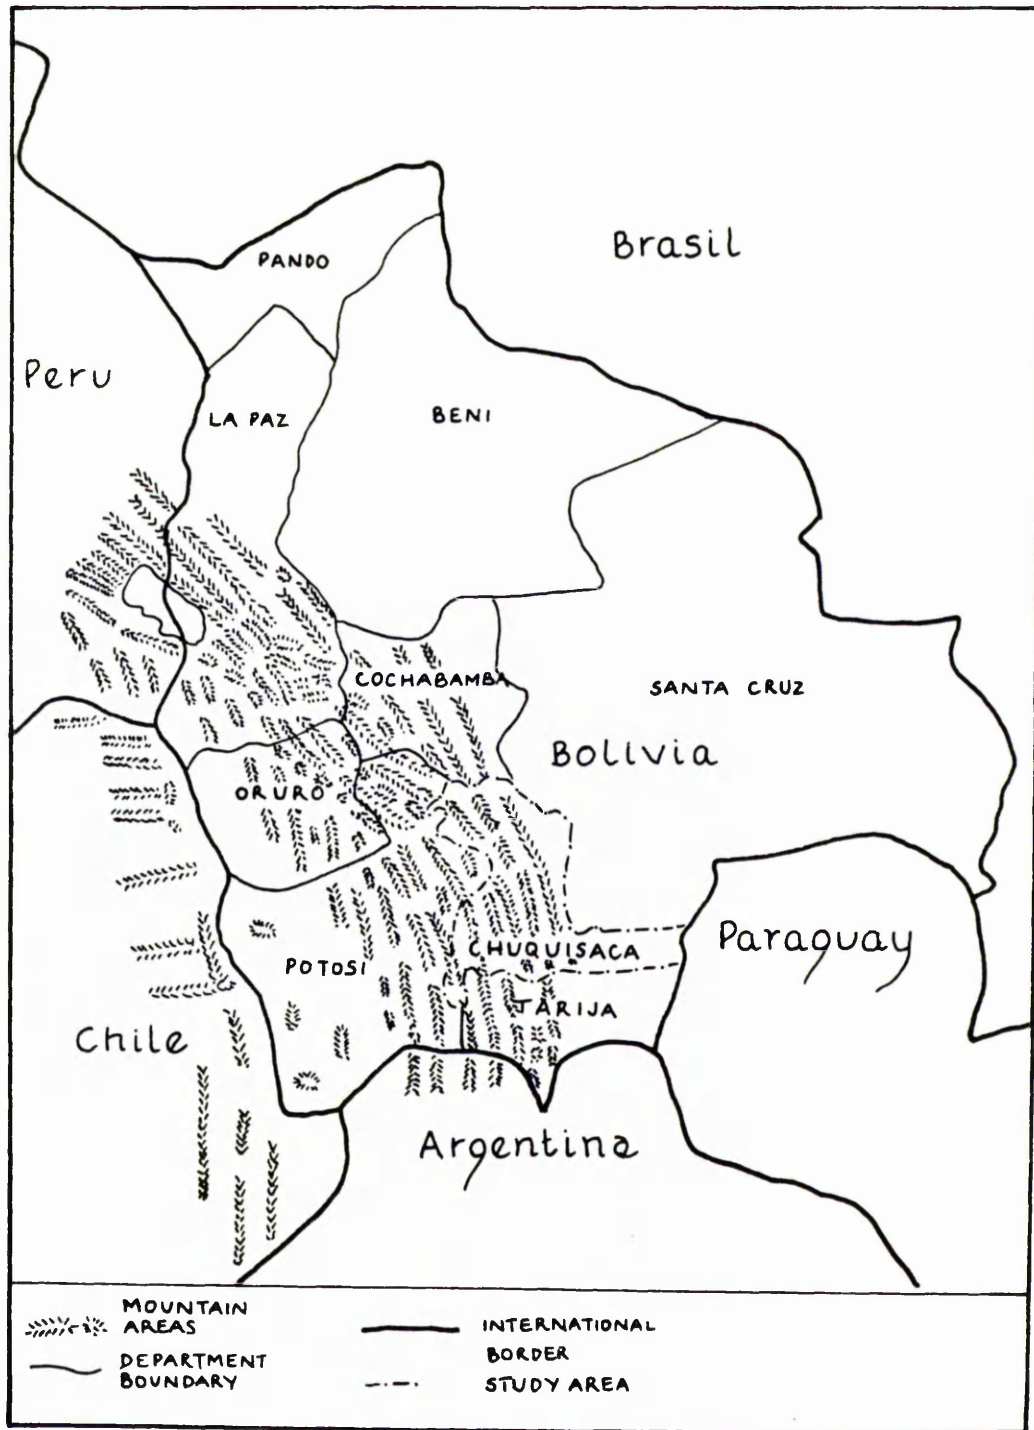 Brasil
PANDO
Peru
LA PAZ
BENI
COCHABAMBA
SANTA CRUZ
Bolivia
ORURO
CHUQUISACA
Paraguay
POTOSI
TARIJA
Chile
Argentina
MOUNTAIN
AREAS
DEPARTMENT
BOUNDARY
INTERNATIONAL
BORDER
STUDY AREA